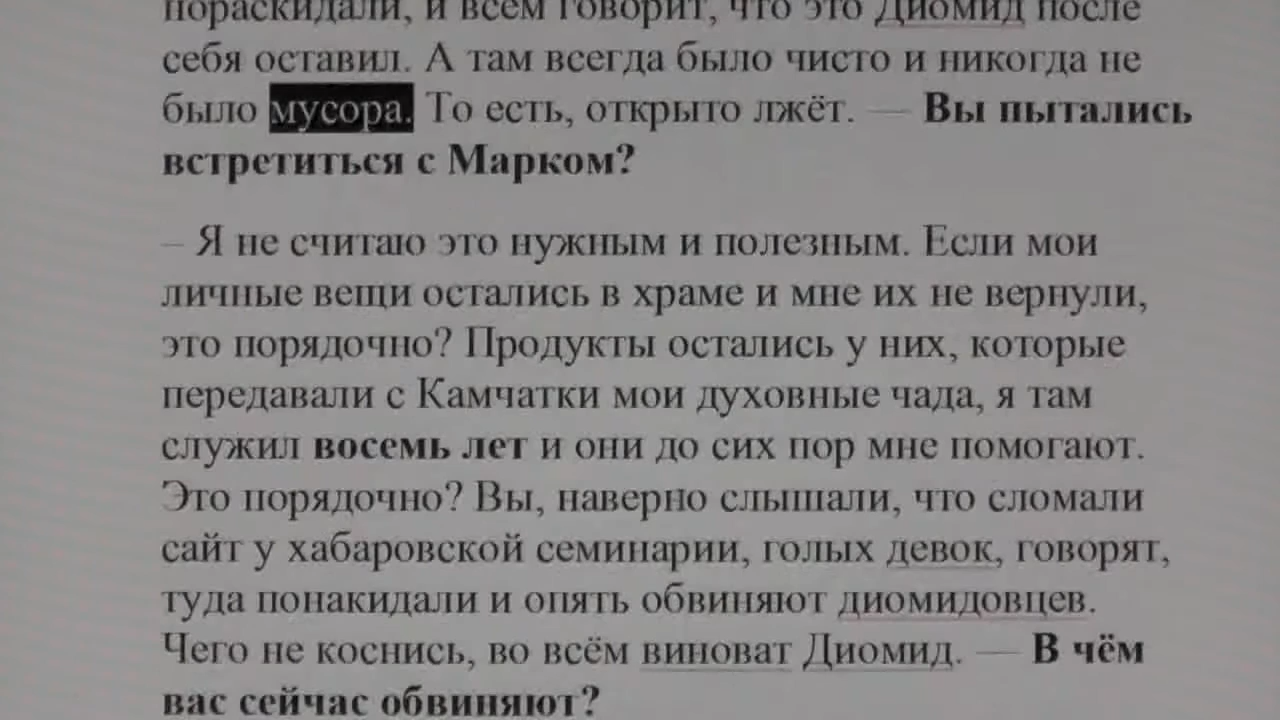 пораскидали, и всем говорит, что это Диомид после
себя оставил. А там всегда было чисто и никогда не
было мусора. То есть, открыто лжёт. — Вы пытались
встретиться с Марком?
– Я не считаю это нужным и полезным. Если мои
личные вещи остались в храме и мне их не вернули,
это порядочно? Продукты остались у них, которые
передавали с Камчатки мои духовные чада, я там
служил восемь лет и они до сих пор мне помогают.
Это порядочно? Вы, наверно слышали, что сломали
сайт у хабаровской семинарии, голых девок, говорят,
туда понакидали и опять обвиняют диомидовцев.
Чего не коснись, во всём виноват Диомид. — В чём
вас сейчас обвиняют?